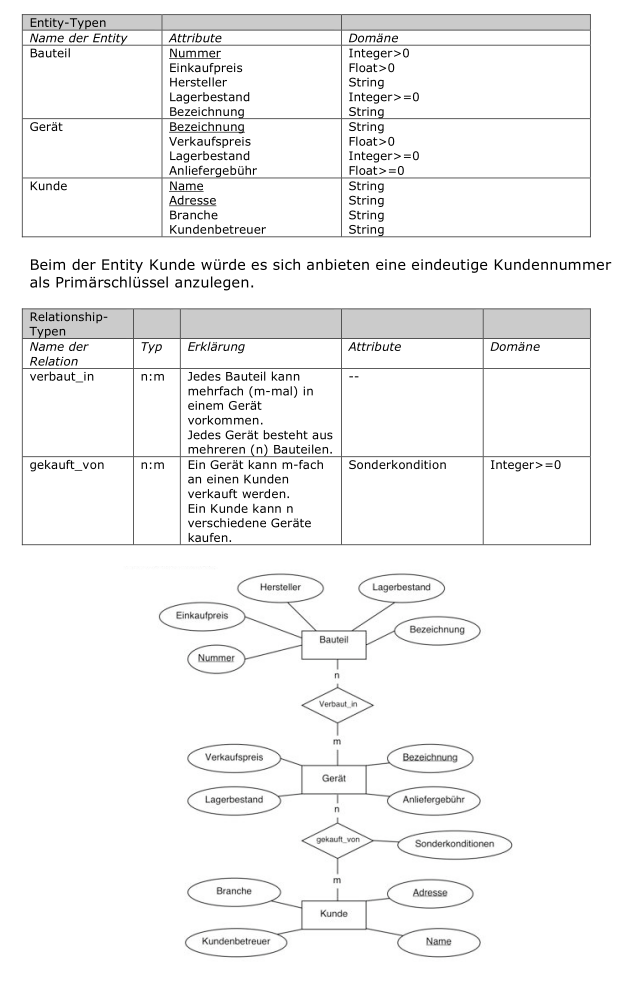 Entity-Typen
Name der Entity Attribute Domäne
Bauteil Nummer Integer>0
Einkaufpreis Float>0
Hersteller String
Lagerbestand Integer>=0
Bezeichnung String
Gerät Bezeichnung String
Verkaufspreis Float>0
Lagerbestand Integer>=0
Anliefergebühr Float>=0
Kunde Name String
Adresse String
Branche String
Kundenbetreuer String
Beim der Entity Kunde würde es sich anbieten eine eindeutige Kundennummer
als Primärschlüssel anzulegen.
Relationship-
Typen
Name der Typ Erklärung Attribute Domäne
Relation
verbaut_in n:m Jedes Bauteil kann --
mehrfach (m-mal) in
einem Gerät
vorkommen.
Jedes Gerät besteht aus
mehreren (n) Bauteilen.
gekauft_von n:m Ein Gerät kann m-fach Sonderkondition Integer>=0
an einen Kunden
verkauft werden.
Ein Kunde kann n
verschiedene Geräte
kaufen.
Hersteller Lagerbestand
Einkaufpreis
Bezeichnung
Bauteil
Nummer
n
Verbaut_in
m
Verkaufspreis Bezeichnung
Gerät
Lagerbestand Anliefergebühr
n
gekauft_von Sonderkonditionen
m
Branche Adresse
Kunde
Kundenbetreuer Name